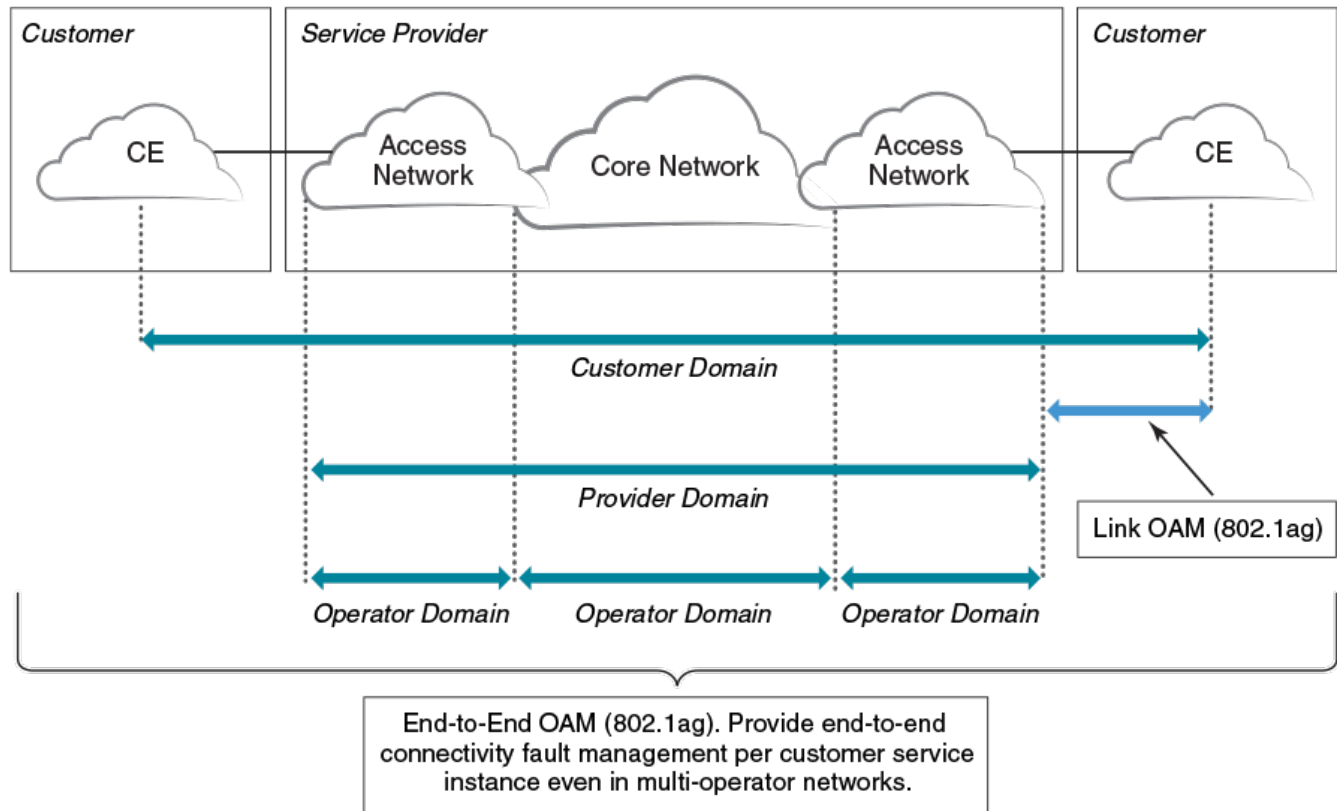 Customer
Service Provider
Customer
CE
Access
Network
Core Network
Access
Network
CE
Customer Domain
Provider Domain
Link OAM (802.1ag)
Operator Domain
Operator Domain
Operator Domain
End-to-End OAM (802.1ag). Provide end-to-end
connectivity fault management per customer service
instance even in multi-operator networks.